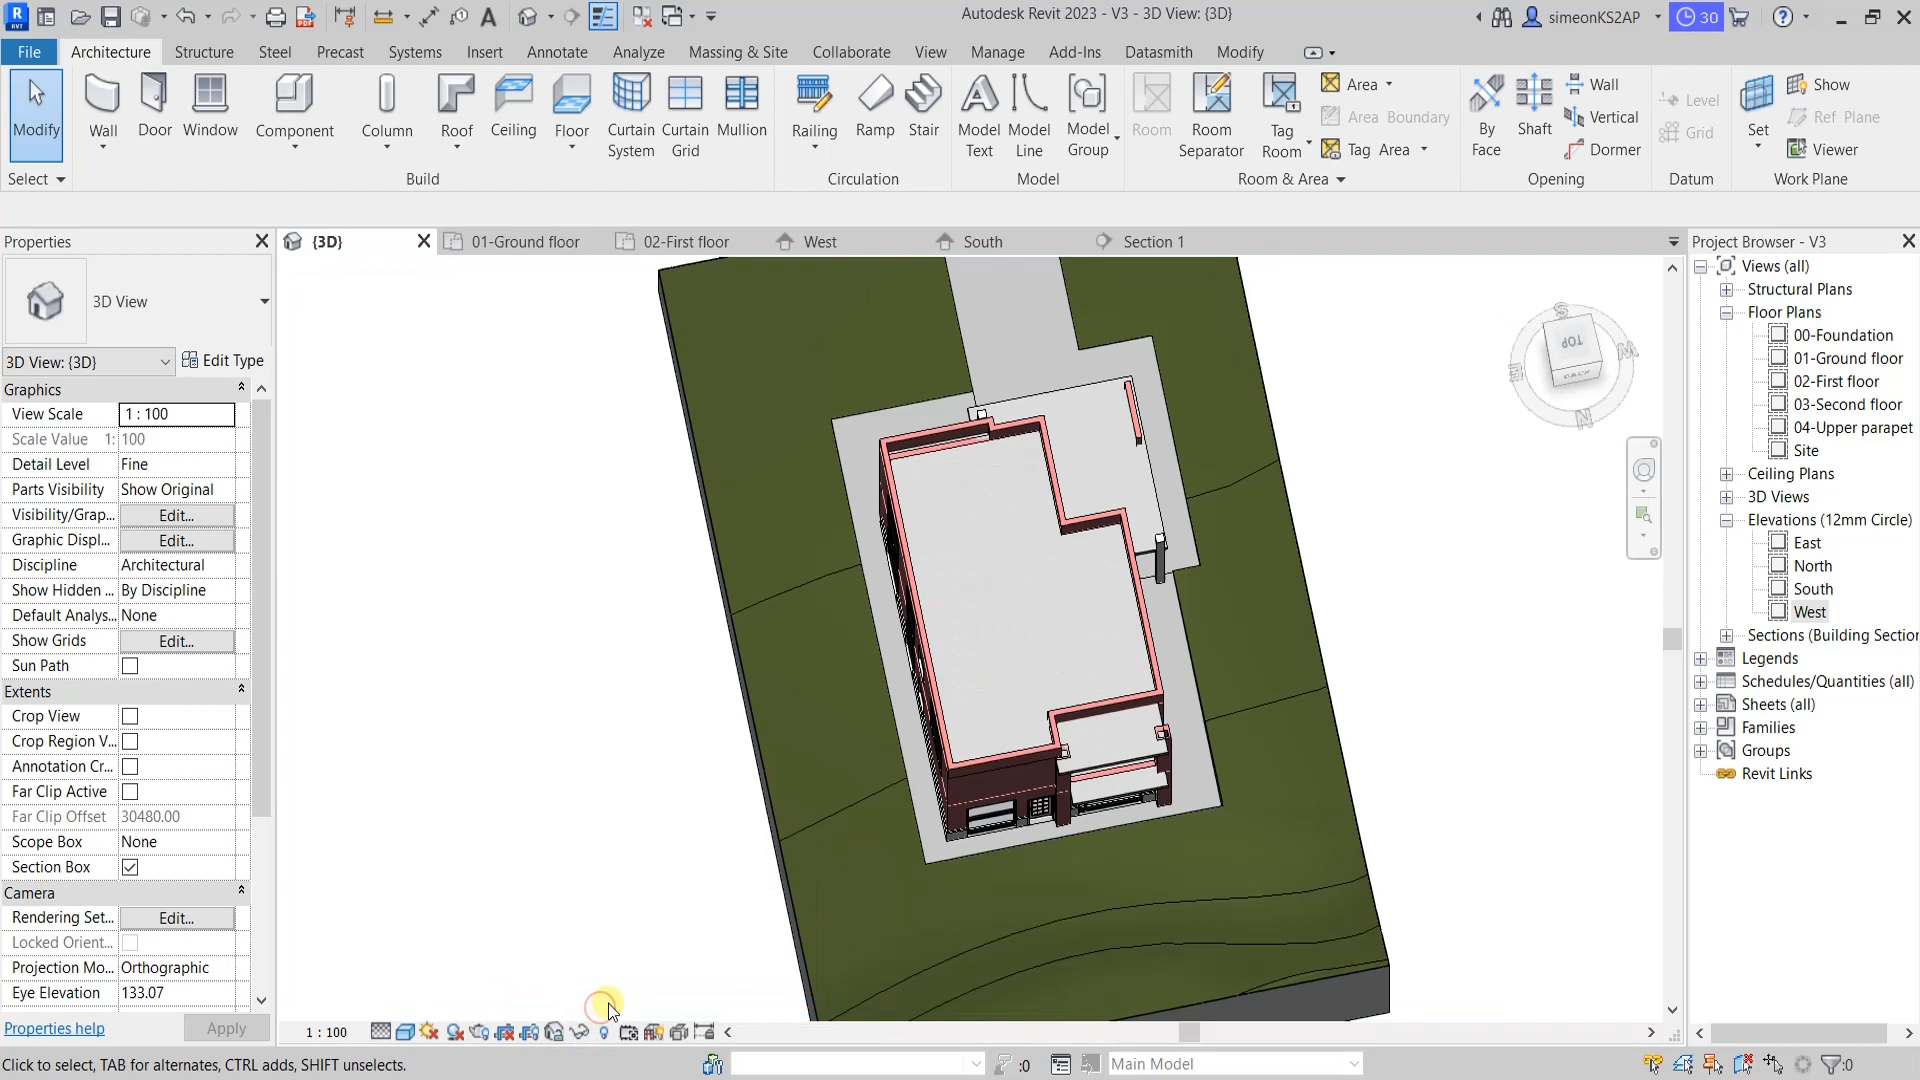 Autodesk Revit 2023 - V3 - 3D View: {3D}
simeonKS2AP
30
File Architecture Structure Steel Precast Systems Insert Annotate Analyze Massing & Site Collaborate View Manage Add-Ins Datasmith Modify
Modify Wall Door Window Component Column Roof Ceiling Floor Curtain System Curtain Grid Mullion
Railing Ramp Stair Model Text Model Line Model Group
Room Room Separator Tag Room Area Area Boundary Tag Area
By Face Shaft Wall Vertical Dormer Level Grid Set Show Ref Plane Viewer
Select Build Circulation Model Room & Area Opening Datum Work Plane
Properties
{3D} 01-Ground floor 02-First floor West South Section 1
Project Browser - V3
3D View
3D View: {3D} Edit Type
Graphics
View Scale 1 : 100
Scale Value 1: 100
Detail Level Fine
Parts Visibility Show Original
Visibility/Grap... Edit...
Graphic Displ... Edit...
Discipline Architectural
Show Hidden ... By Discipline
Default Analys... None
Show Grids Edit...
Sun Path
Extents
Crop View
Crop Region V...
Annotation Cr...
Far Clip Active
Far Clip Offset 30480.00
Scope Box None
Section Box
Camera
Rendering Set... Edit...
Locked Orient...
Projection Mo... Orthographic
Eye Elevation 133.07
Properties help Apply
S
W
TOP
BACK
E
N
Views (all)
Structural Plans
Floor Plans
00-Foundation
01-Ground floor
02-First floor
03-Second floor
04-Upper parapet
Site
Ceiling Plans
3D Views
Elevations (12mm Circle)
East
North
South
West
Sections (Building Sectior
Legends
Schedules/Quantities (all)
Sheets (all)
Families
Groups
Revit Links
1 : 100
Click to select, TAB for alternates, CTRL adds, SHIFT unselects.
:0
Main Model
:0